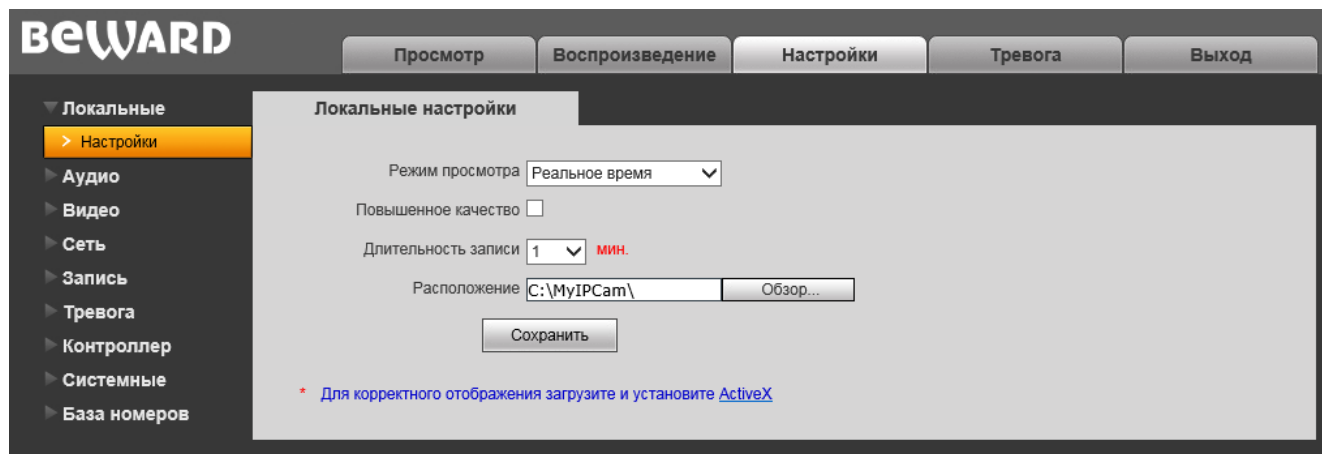 BEWARD
Просмотр Воспроизведение Настройки Тревога Выход
Локальные
Настройки
Аудио
Видео
Сеть
Запись
Тревога
Контроллер
Системные
База номеров
Локальные настройки
Режим просмотра Реальное время
Повышенное качество
Длительность записи 1 мин.
Расположение C:\MyIPCam\ Обзор...
Сохранить
* Для корректного отображения загрузите и установите ActiveX